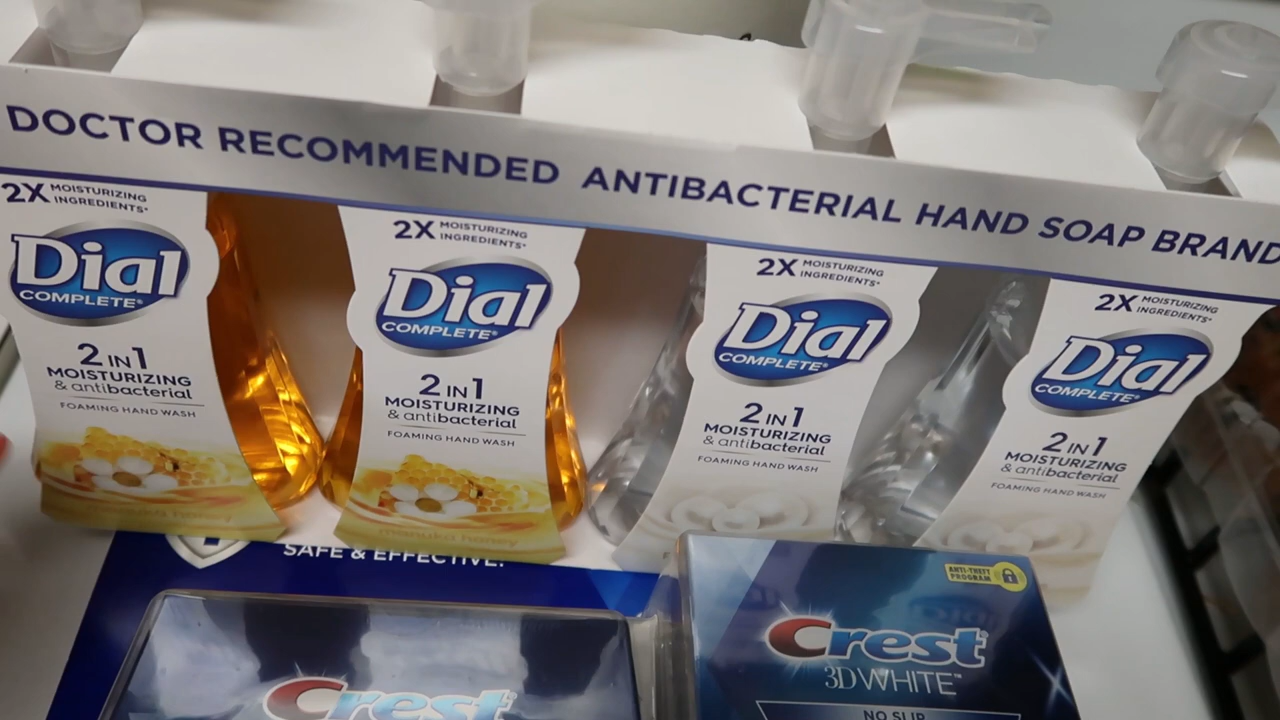 DOCTOR RECOMMENDED ANTIBACTERIAL HAND SOAP BRAND
2X MOISTURIZING
INGREDIENTS*
Dial
COMPLETE®
2 IN 1
MOISTURIZING
& antibacterial
FOAMING HAND WASH
manuka honey
2X MOISTURIZING
INGREDIENTS*
Dial
COMPLETE®
2 IN 1
MOISTURIZING
& antibacterial
FOAMING HAND WASH
manuka honey
2X MOISTURIZING
INGREDIENTS*
Dial
COMPLETE®
2 IN 1
MOISTURIZING
& antibacterial
FOAMING HAND WASH
2X MOISTURIZING
INGREDIENTS*
Dial
COMPLETE®
2 IN 1
MOISTURIZING
& antibacterial
FOAMING HAND WASH
SAFE & EFFECTIVE.
Crest
ANTI-THEFT
PROGRAM
Crest
3DWHITE™
NO SLIP